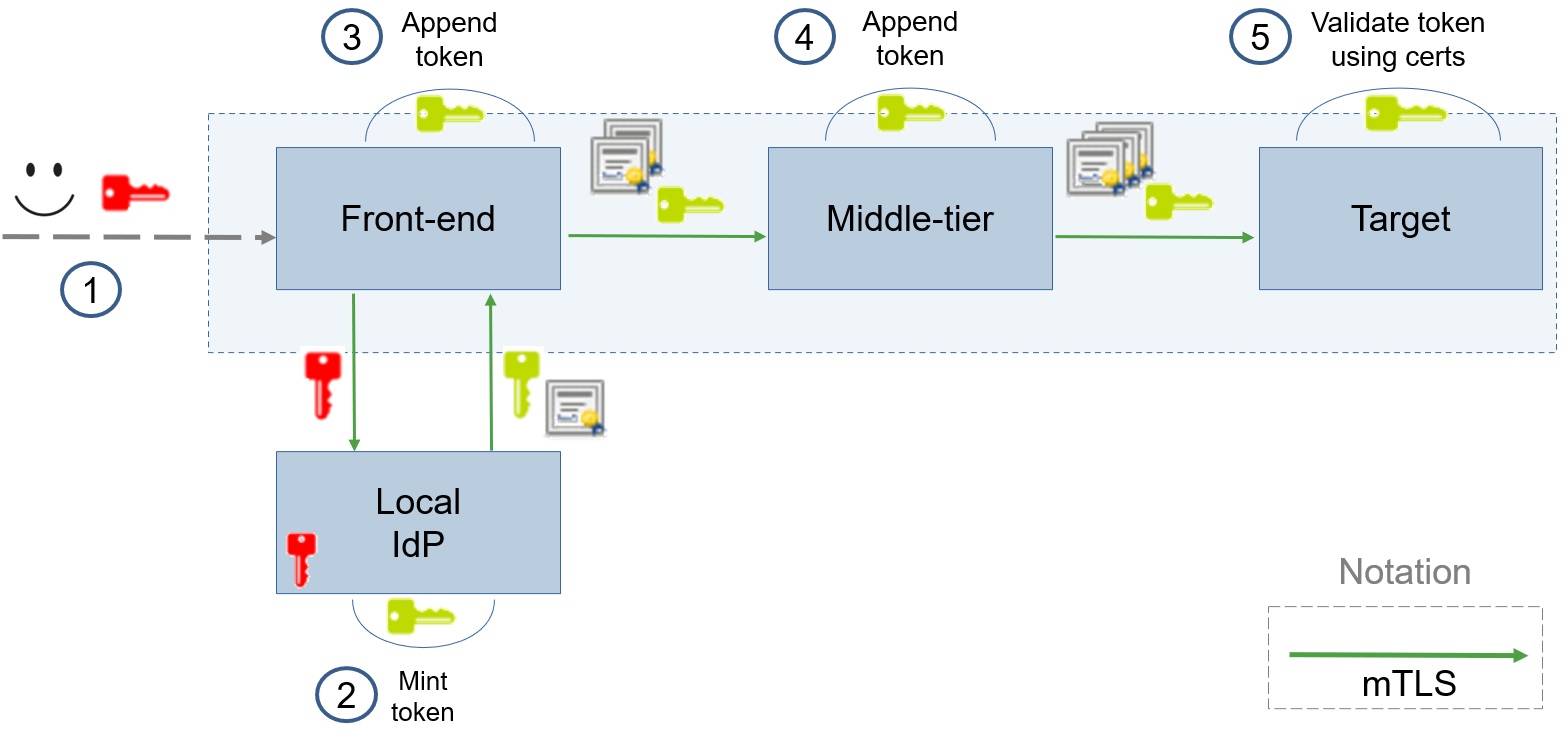 3
Append
token
4
Append
token
5
Validate token
using certs
Front-end
Middle-tier
Target
1
Local
IdP
2
Mint
token
Notation
mTLS